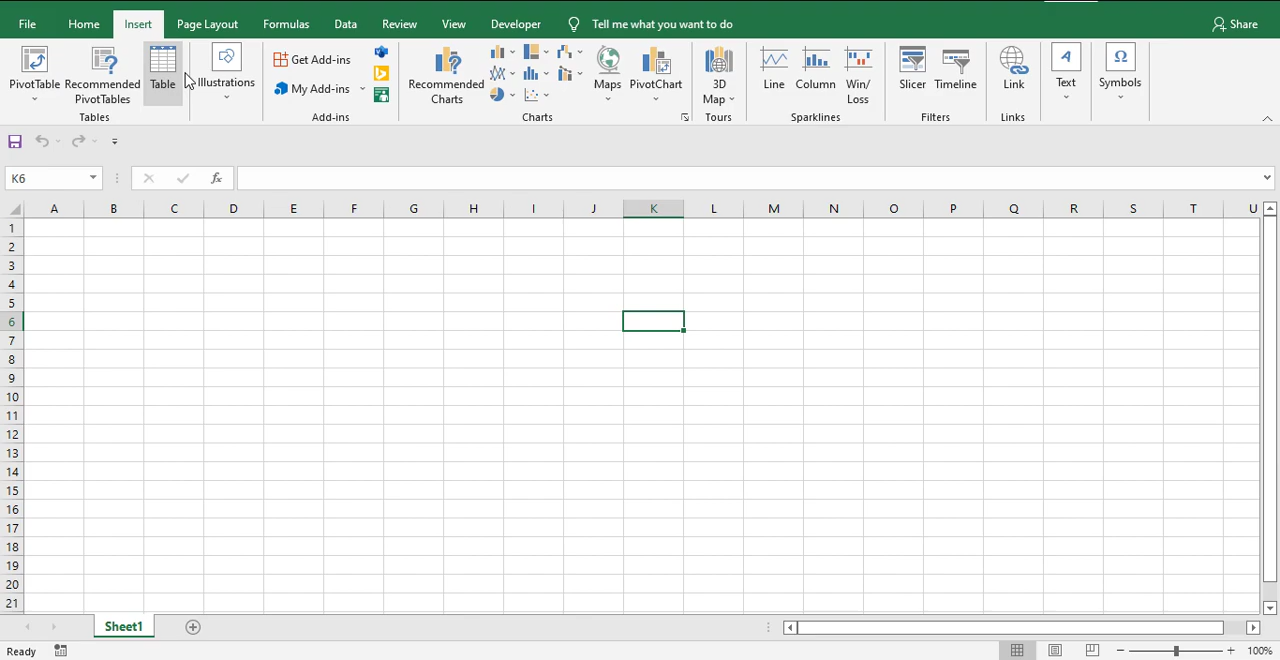 File Home Insert Page Layout Formulas Data Review View Developer Tell me what you want to do Share
PivotTable
Recommended
PivotTables
Table
Tables
Illustrations
Get Add-ins
My Add-ins
Add-ins
Recommended
Charts
Maps
PivotChart
Charts
3D
Map
Tours
Line
Column
Win/
Loss
Sparklines
Slicer
Timeline
Filters
Link
Links
Text
Symbols
K6
fx
A B C D E F G H I J K L M N O P Q R S T U
1
2
3
4
5
6
7
8
9
10
11
12
13
14
15
16
17
18
19
20
21
Sheet1
Ready
100%